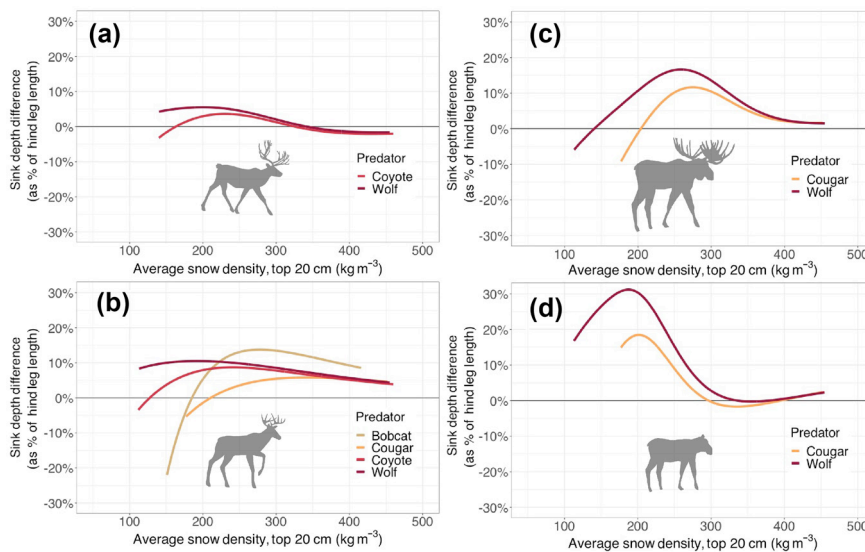 (a)
Sink depth difference
(as % of hind leg length)
30%
20%
10%
0%
-10%
-20%
-30%
Predator
Coyote
Wolf
100 200 300 400 500
Average snow density, top 20 cm (kg m⁻³)
(b)
Sink depth difference
(as % of hind leg length)
30%
20%
10%
0%
-10%
-20%
-30%
Predator
Bobcat
Cougar
Coyote
Wolf
100 200 300 400 500
Average snow density, top 20 cm (kg m⁻³)
(c)
Sink depth difference
(as % of hind leg length)
30%
20%
10%
0%
-10%
-20%
-30%
Predator
Cougar
Wolf
100 200 300 400 500
Average snow density, top 20 cm (kg m⁻³)
(d)
Sink depth difference
(as % of hind leg length)
30%
20%
10%
0%
-10%
-20%
-30%
Predator
Cougar
Wolf
100 200 300 400 500
Average snow density, top 20 cm (kg m⁻³)